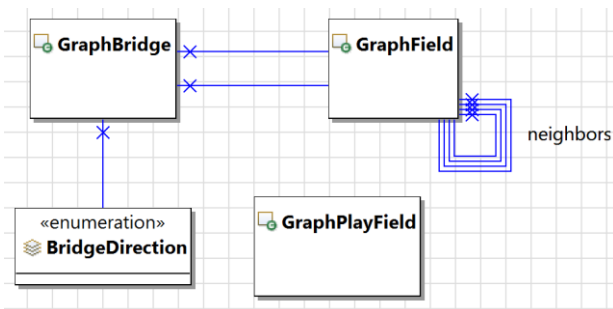 GraphBridge
GraphField
neighbors
«enumeration»
BridgeDirection
GraphPlayField